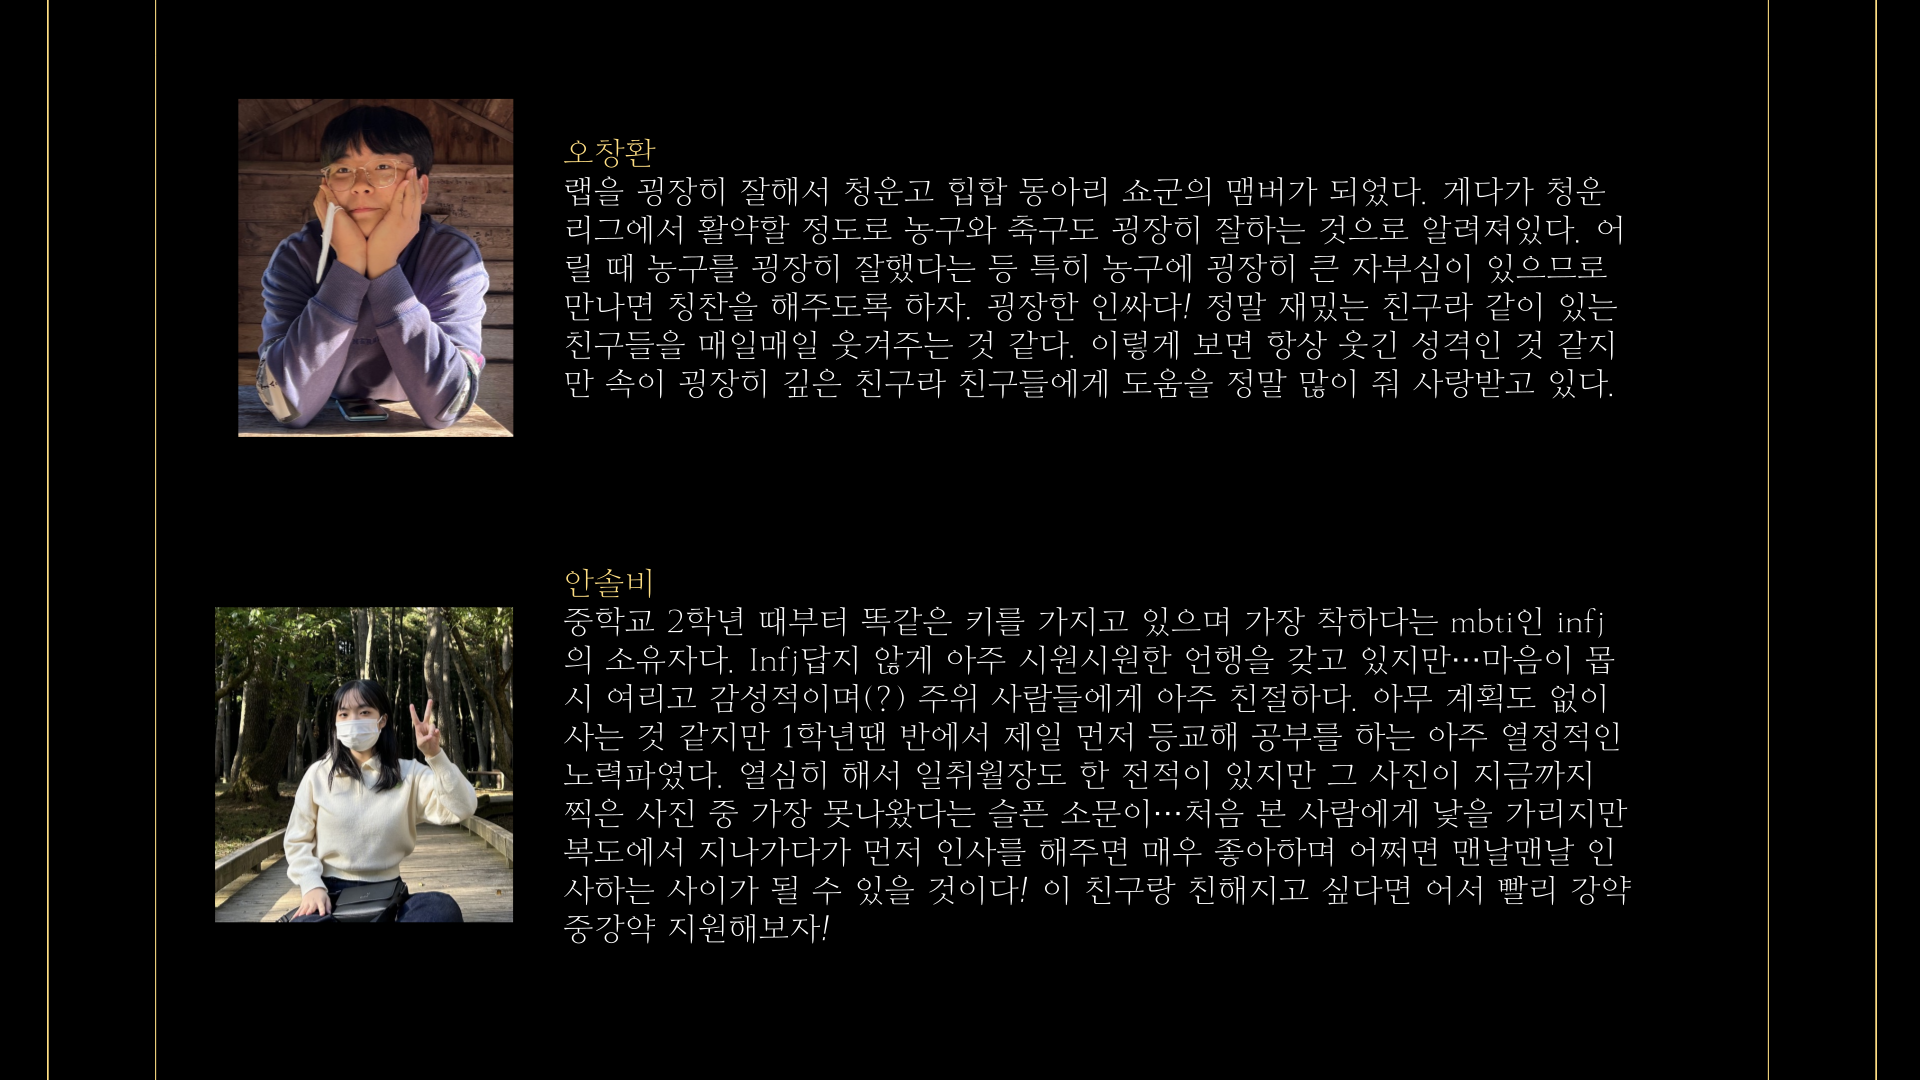 오창환
랩을 굉장히 잘해서 청운고 힙합 동아리 쇼군의 맴버가 되었다. 게다가 청운
리그에서 활약할 정도로 농구와 축구도 굉장히 잘하는 것으로 알려져있다. 어
릴 때 농구를 굉장히 잘했다는 등 특히 농구에 굉장히 큰 자부심이 있으므로
만나면 칭찬을 해주도록 하자. 굉장한 인싸다! 정말 재밌는 친구라 같이 있는
친구들을 매일매일 웃겨주는 것 같다. 이렇게 보면 항상 웃긴 성격인 것 같지
만 속이 굉장히 깊은 친구라 친구들에게 도움을 정말 많이 줘 사랑받고 있다.
안솔비
중학교 2학년 때부터 똑같은 키를 가지고 있으며 가장 착하다는 mbti인 infj
의 소유자다. Infj답지 않게 아주 시원시원한 언행을 갖고 있지만…마음이 몹
시 여리고 감성적이며(?) 주위 사람들에게 아주 친절하다. 아무 계획도 없이
사는 것 같지만 1학년땐 반에서 제일 먼저 등교해 공부를 하는 아주 열정적인
노력파였다. 열심히 해서 일취월장도 한 전적이 있지만 그 사진이 지금까지
찍은 사진 중 가장 못나왔다는 슬픈 소문이…처음 본 사람에게 낯을 가리지만
복도에서 지나가다가 먼저 인사를 해주면 매우 좋아하며 어쩌면 맨날맨날 인
사하는 사이가 될 수 있을 것이다! 이 친구랑 친해지고 싶다면 어서 빨리 강약
중강약 지원해보자!